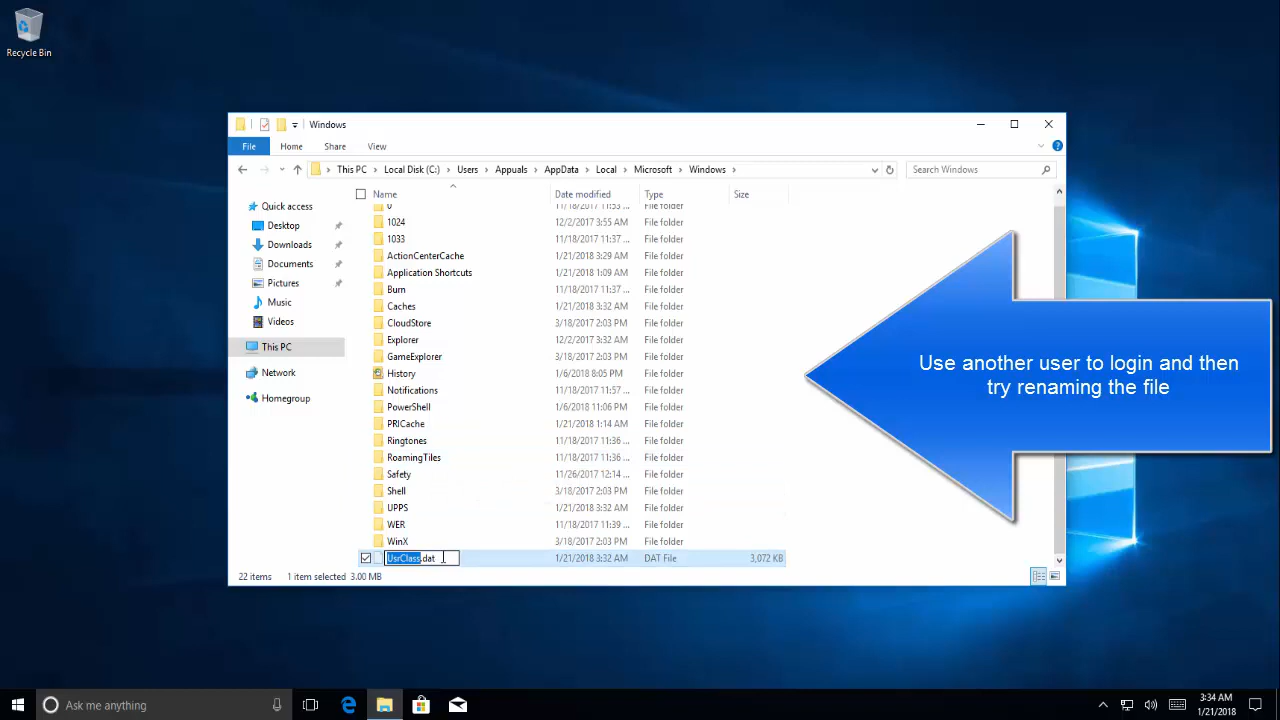 Recycle Bin
Windows
File Home Share View
This PC Local Disk (C:) Users Appuals AppData Local Microsoft Windows Search Windows
Name Date modified Type Size
Quick access
Desktop
Downloads
Documents
Pictures
Music
Videos
This PC
Network
Homegroup
0 11/18/2017 11:53 ... File folder
1024 12/2/2017 3:55 AM File folder
1033 11/18/2017 11:37 ... File folder
ActionCenterCache 1/21/2018 3:29 AM File folder
Application Shortcuts 1/21/2018 1:09 AM File folder
Burn 11/18/2017 11:37 ... File folder
Caches 1/21/2018 3:32 AM File folder
CloudStore 3/18/2017 2:03 PM File folder
Explorer 12/2/2017 3:32 AM File folder
GameExplorer 3/18/2017 2:03 PM File folder
History 1/6/2018 8:05 PM File folder
Notifications 11/18/2017 11:57 ... File folder
PowerShell 1/6/2018 11:06 PM File folder
PRICache 1/21/2018 1:14 AM File folder
Ringtones 11/18/2017 11:36 ... File folder
RoamingTiles 11/18/2017 11:36 ... File folder
Safety 11/26/2017 12:14 ... File folder
Shell 3/18/2017 2:03 PM File folder
UPPS 1/21/2018 3:32 AM File folder
WER 11/18/2017 11:39 ... File folder
WinX 3/18/2017 2:03 PM File folder
UsrClass.dat 1/21/2018 3:32 AM DAT File 3,072 KB
22 items 1 item selected 3.00 MB
Use another user to login and then
try renaming the file
Ask me anything
3:34 AM
1/21/2018